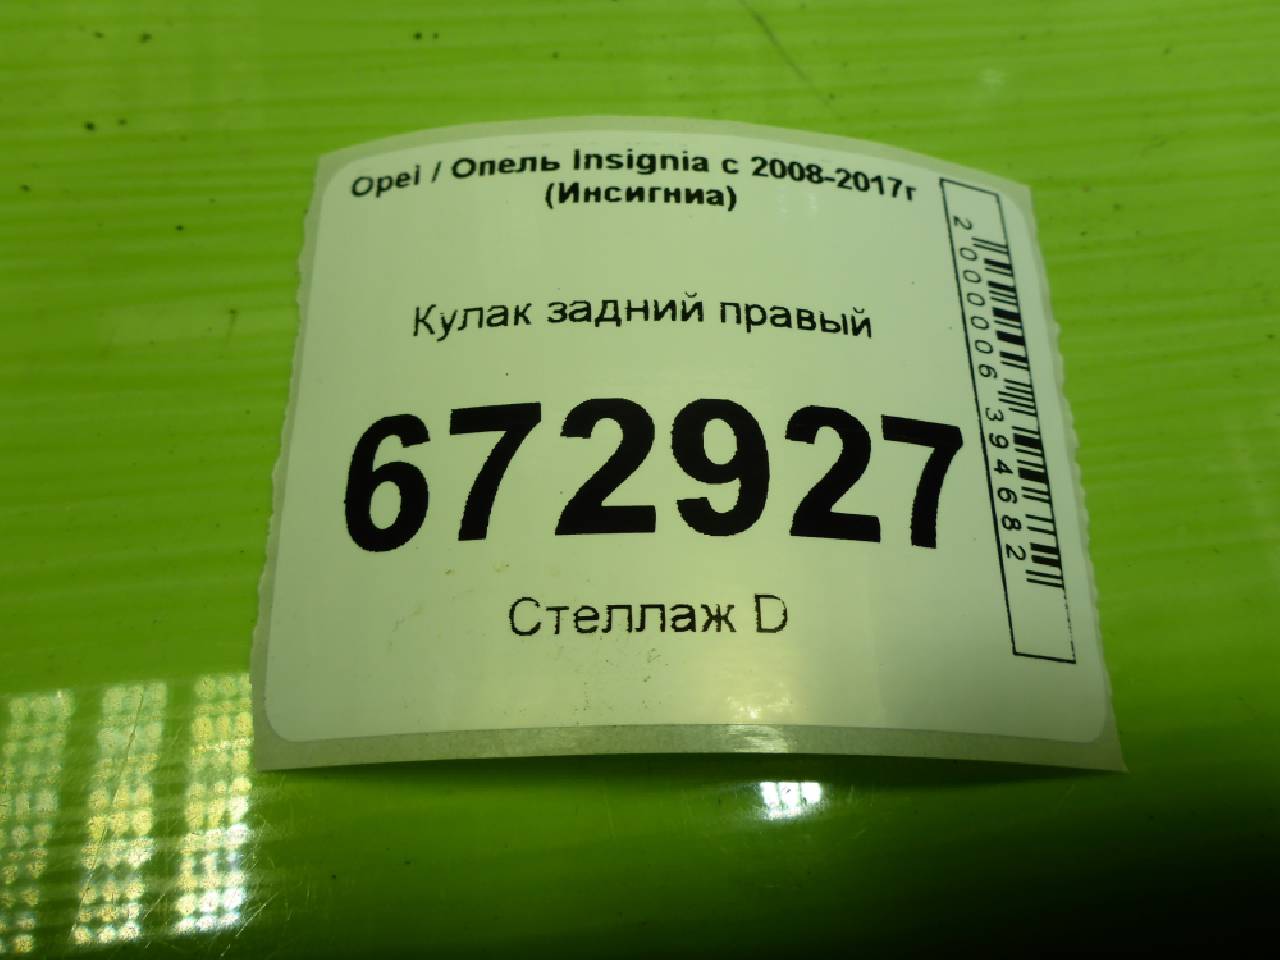 Opel / Опель Insignia с 2008-2017г
(Инсигниа)
Кулак задний правый
672927
Стеллаж D
2000006394682